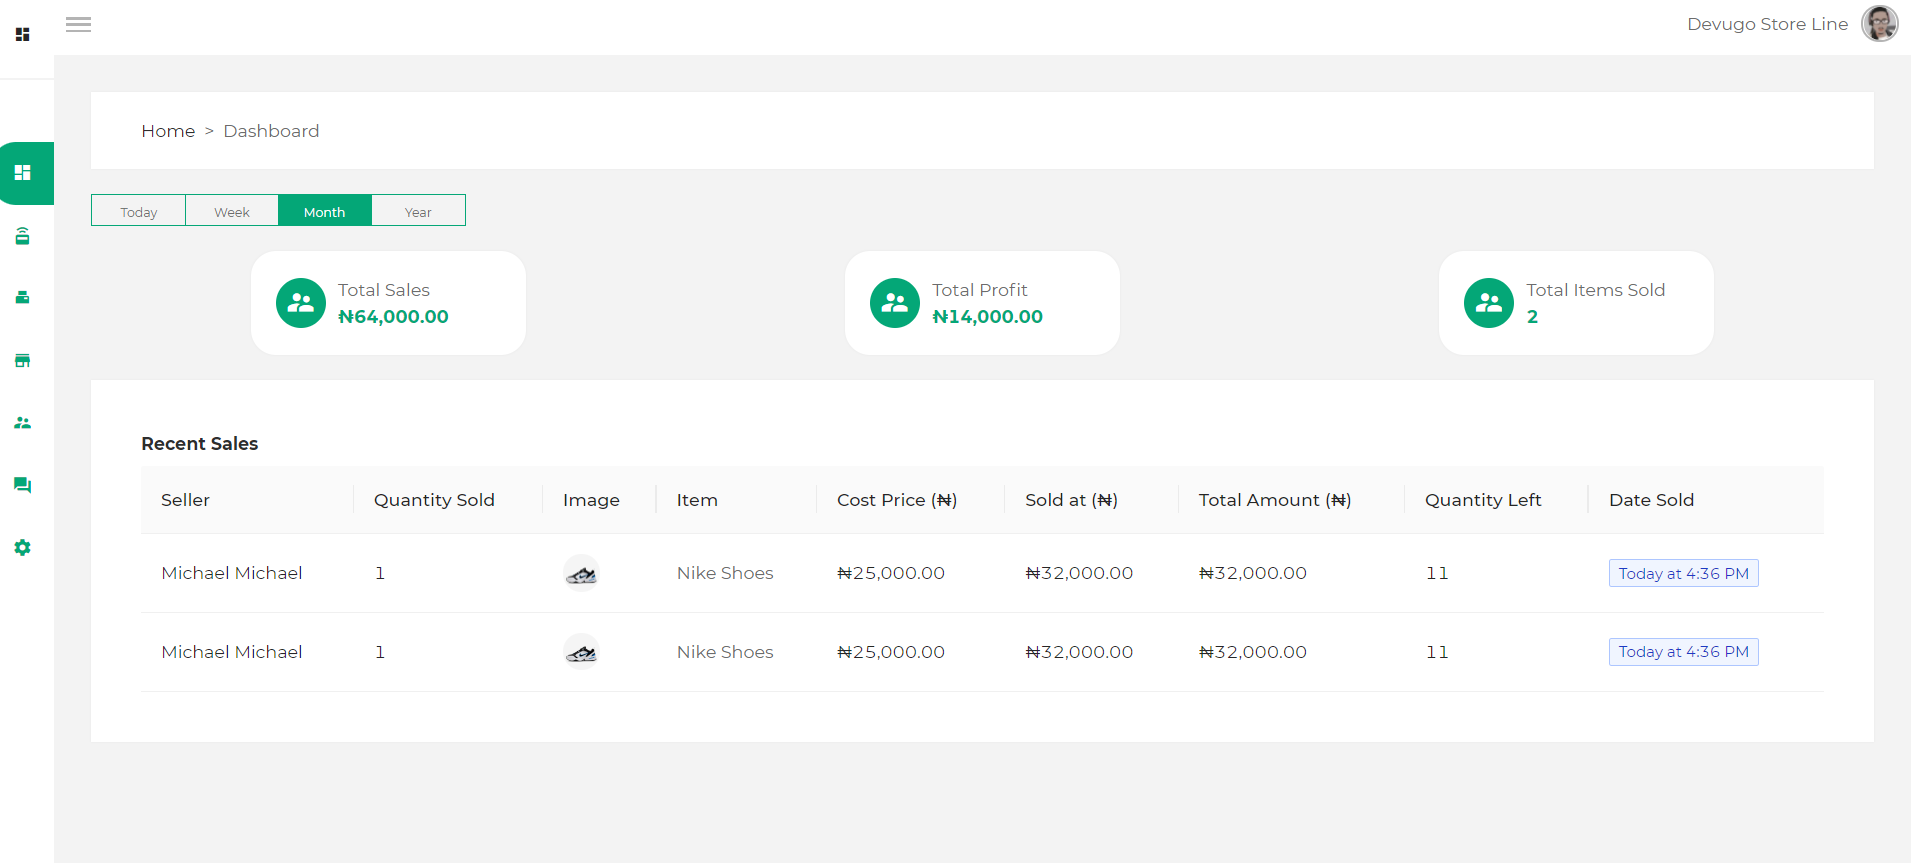 Devugo Store Line
Home > Dashboard
Today Week Month Year
Total Sales
₦64,000.00
Total Profit
₦14,000.00
Total Items Sold
2
Recent Sales
Seller Quantity Sold Image Item Cost Price (₦) Sold at (₦) Total Amount (₦) Quantity Left Date Sold
Michael Michael 1 Nike Shoes ₦25,000.00 ₦32,000.00 ₦32,000.00 11 Today at 4:36 PM
Michael Michael 1 Nike Shoes ₦25,000.00 ₦32,000.00 ₦32,000.00 11 Today at 4:36 PM